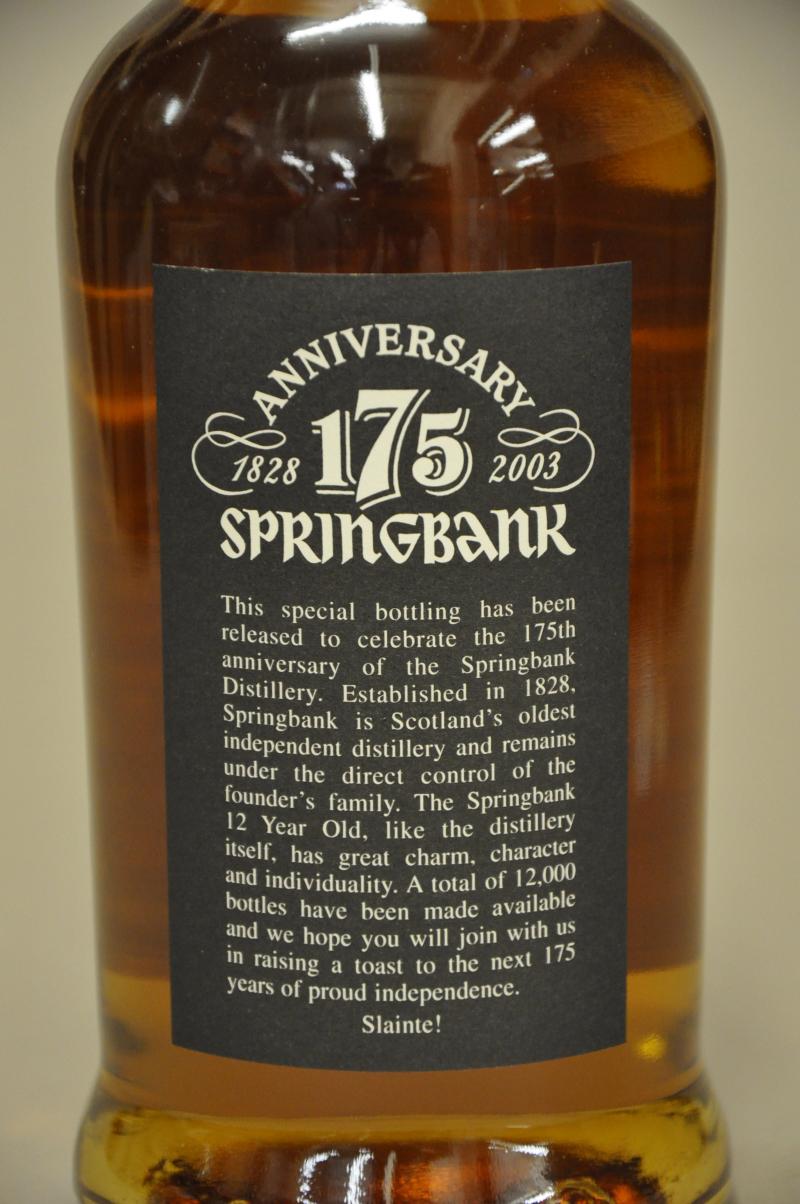 ANNIVERSARY
1828 175 2003
SPRINGBANK
This special bottling has been
released to celebrate the 175th
anniversary of the Springbank
Distillery. Established in 1828,
Springbank is Scotland's oldest
independent distillery and remains
under the direct control of the
founder's family. The Springbank
12 Year Old, like the distillery
itself, has great charm, character
and individuality. A total of 12,000
bottles have been made available
and we hope you will join with us
in raising a toast to the next 175
years of proud independence.
Slainte!